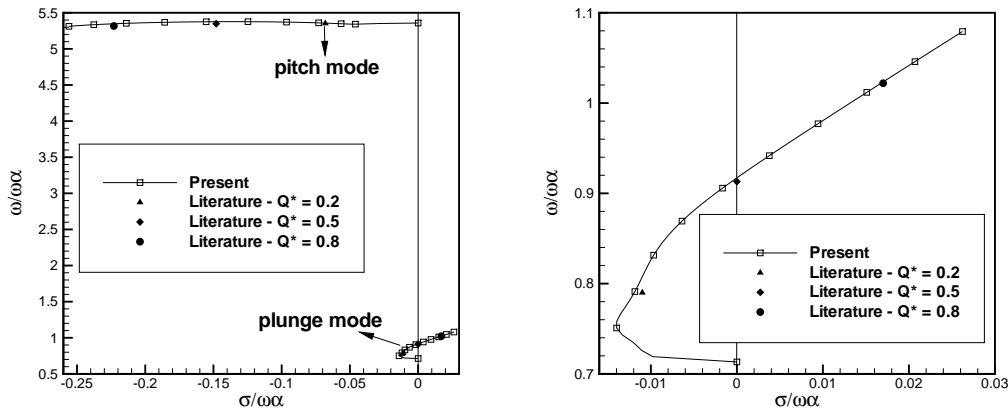 5.5
5
4.5
4
3.5
3
2.5
2
1.5
1
0.5
ω/ωα
pitch mode
Present
Literature - Q* = 0.2
Literature - Q* = 0.5
Literature - Q* = 0.8
plunge mode
-0.25 -0.2 -0.15 -0.1 -0.05 0
σ/ωα
1.1
1
0.9
0.8
0.7
ω/ωα
Present
Literature - Q* = 0.2
Literature - Q* = 0.5
Literature - Q* = 0.8
-0.01 0 0.01 0.02 0.03
σ/ωα